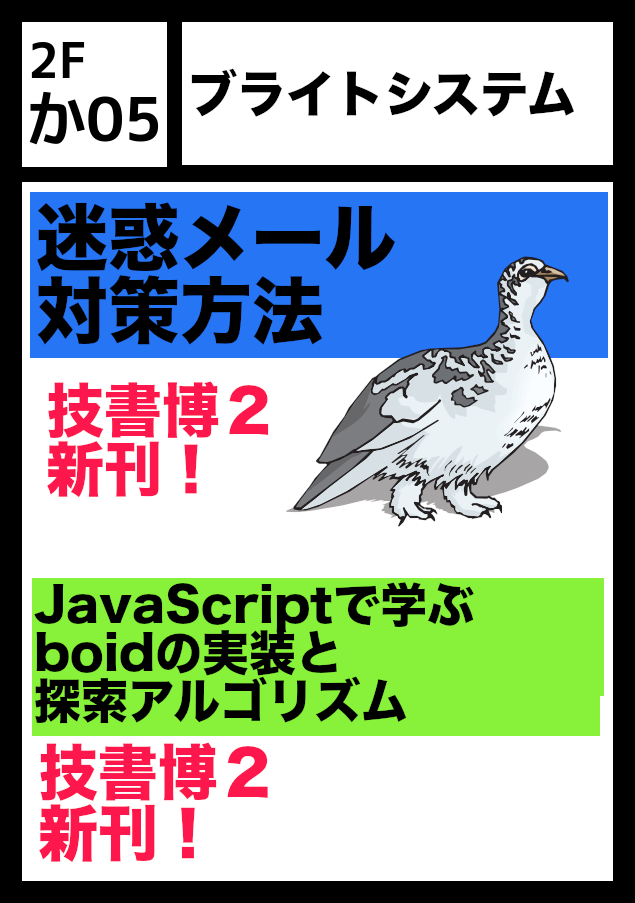 2F
か05
ブライトシステム
迷惑メール
対策方法
技書博2
新刊！
JavaScriptで学ぶ
boidの実装と
探索アルゴリズム
技書博2
新刊！